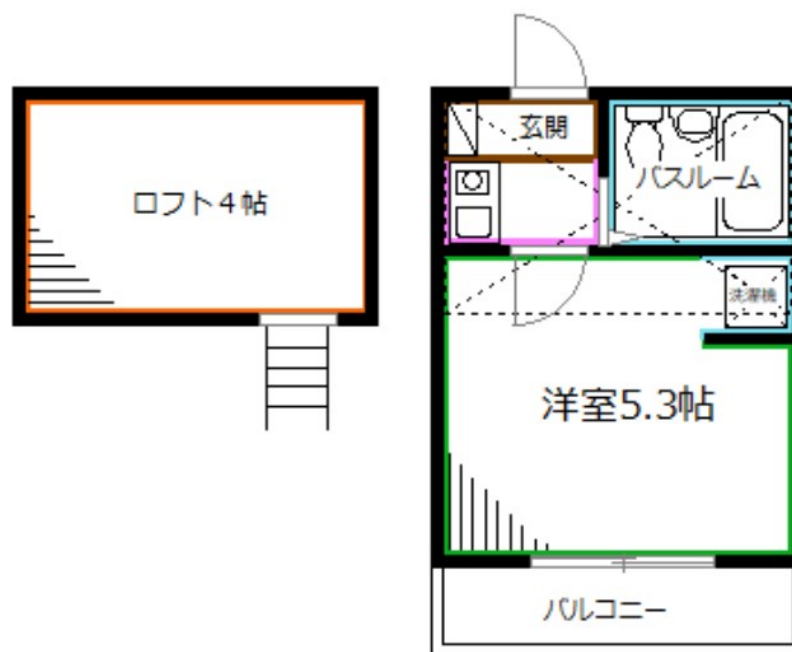 ロフト4帖
玄関
バスルーム
洗濯機
洋室5.3帖
バルコニー